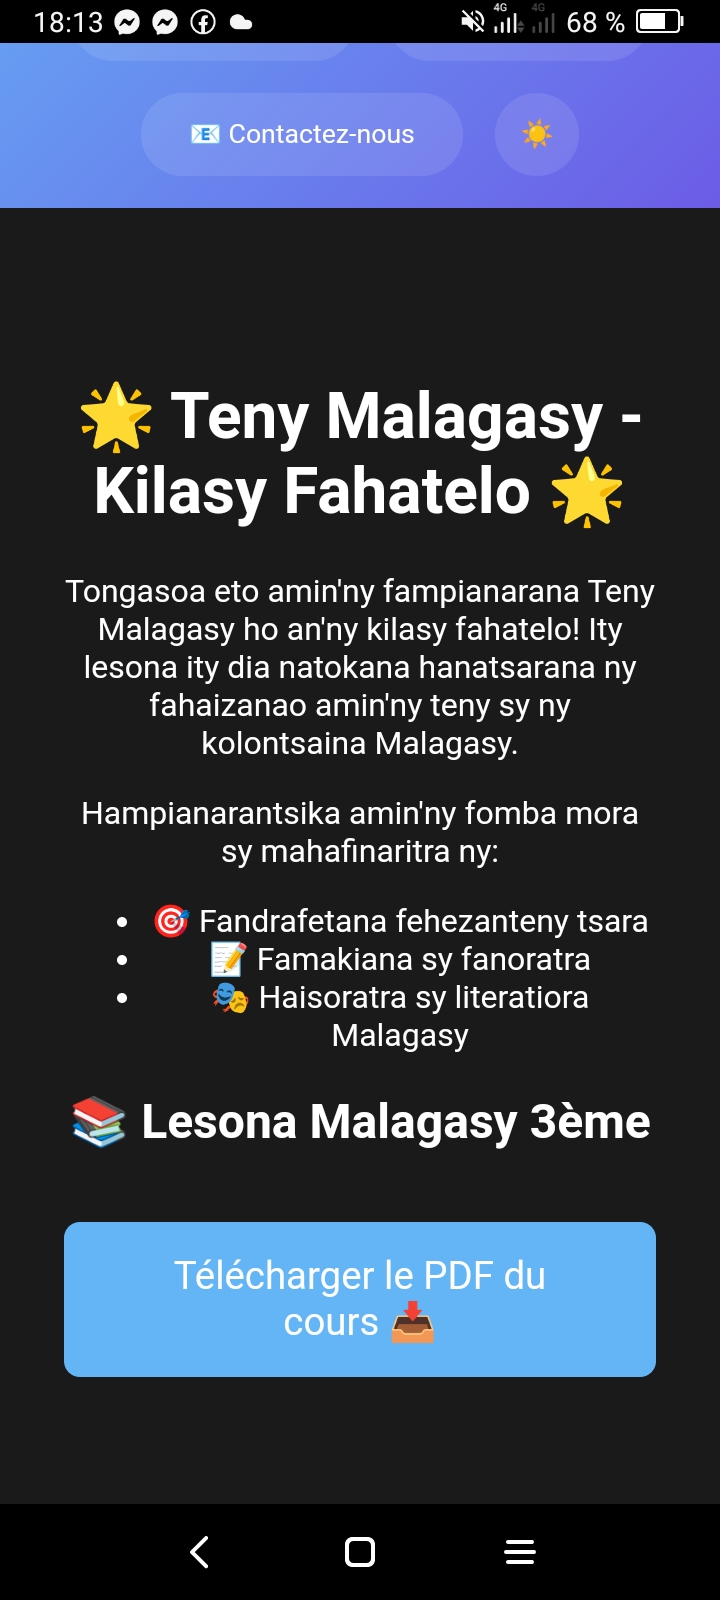 18:13
4G 4G 68 %
📧 Contactez-nous ☀️
🌟 Teny Malagasy -
Kilasy Fahatelo 🌟
Tongasoa eto amin'ny fampianarana Teny
Malagasy ho an'ny kilasy fahatelo! Ity
lesona ity dia natokana hanatsarana ny
fahaizanao amin'ny teny sy ny
kolontsaina Malagasy.
Hampianarantsika amin'ny fomba mora
sy mahafinaritra ny:
• 🎯 Fandrafetana fehezanteny tsara
• 📝 Famakiana sy fanoratra
• 🎭 Haisoratra sy literatiora
Malagasy
📚 Lesona Malagasy 3ème
Télécharger le PDF du
cours 📥